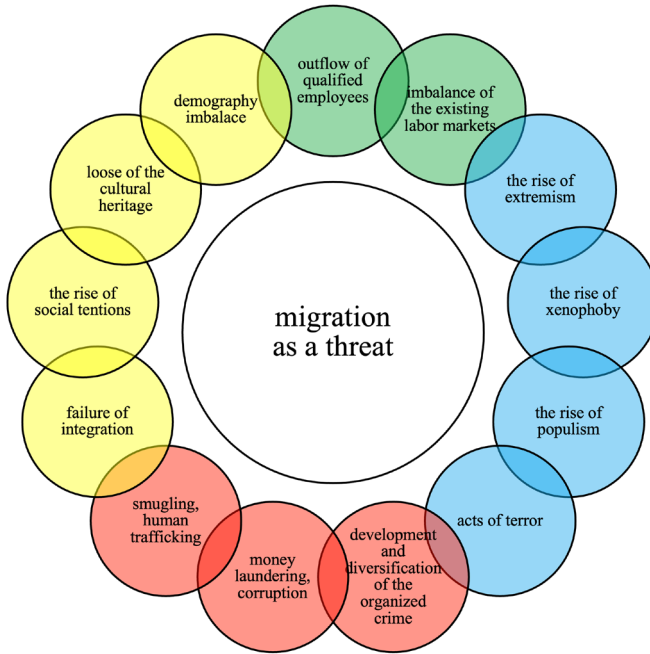 outflow of
qualified
employees
imbalance of
the existing
labor markets
the rise of
extremism
the rise of
xenophoby
the rise of
populism
acts of terror
development
and
diversification
of the
organized
crime
money
laundering,
corruption
smugling,
human
trafficking
failure of
integration
the rise of
social tentions
loose of the
cultural
heritage
demography
imbalace
migration
as a threat